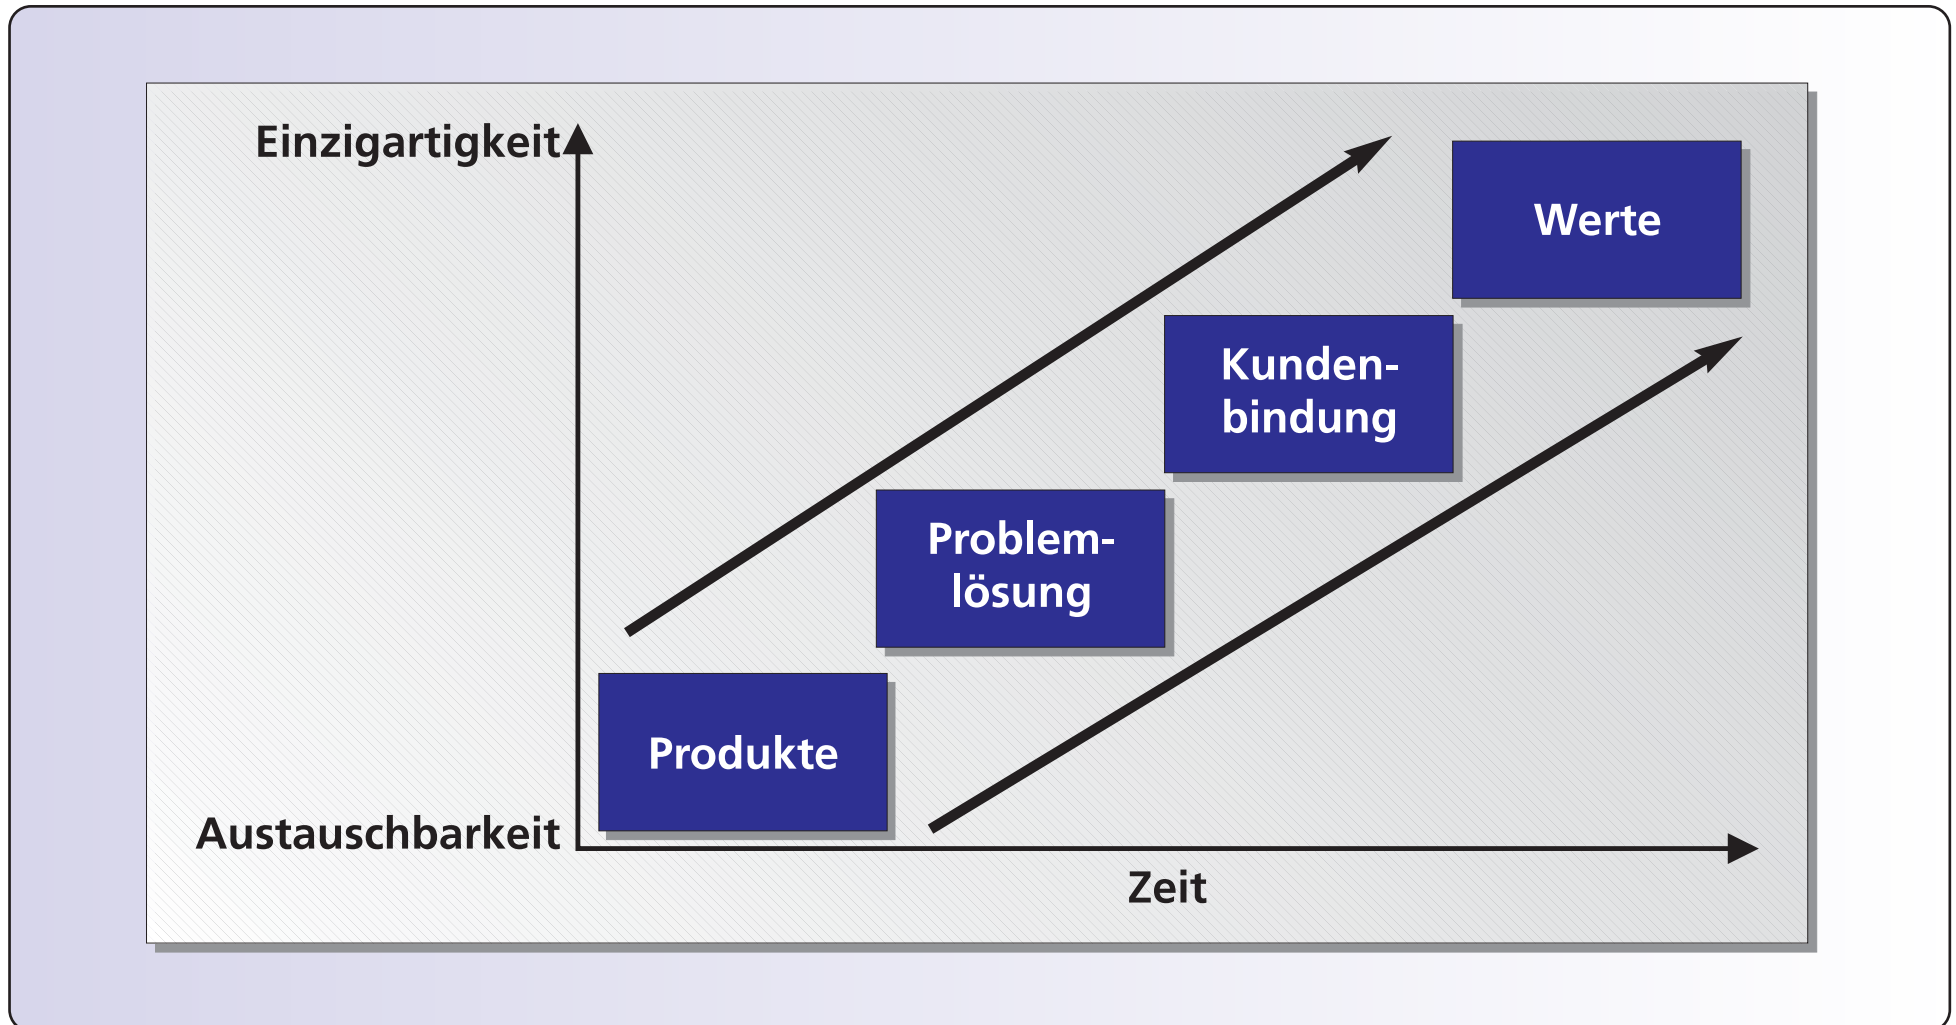 Einzigartigkeit
Werte
Kunden-
bindung
Problem-
lösung
Produkte
Austauschbarkeit
Zeit